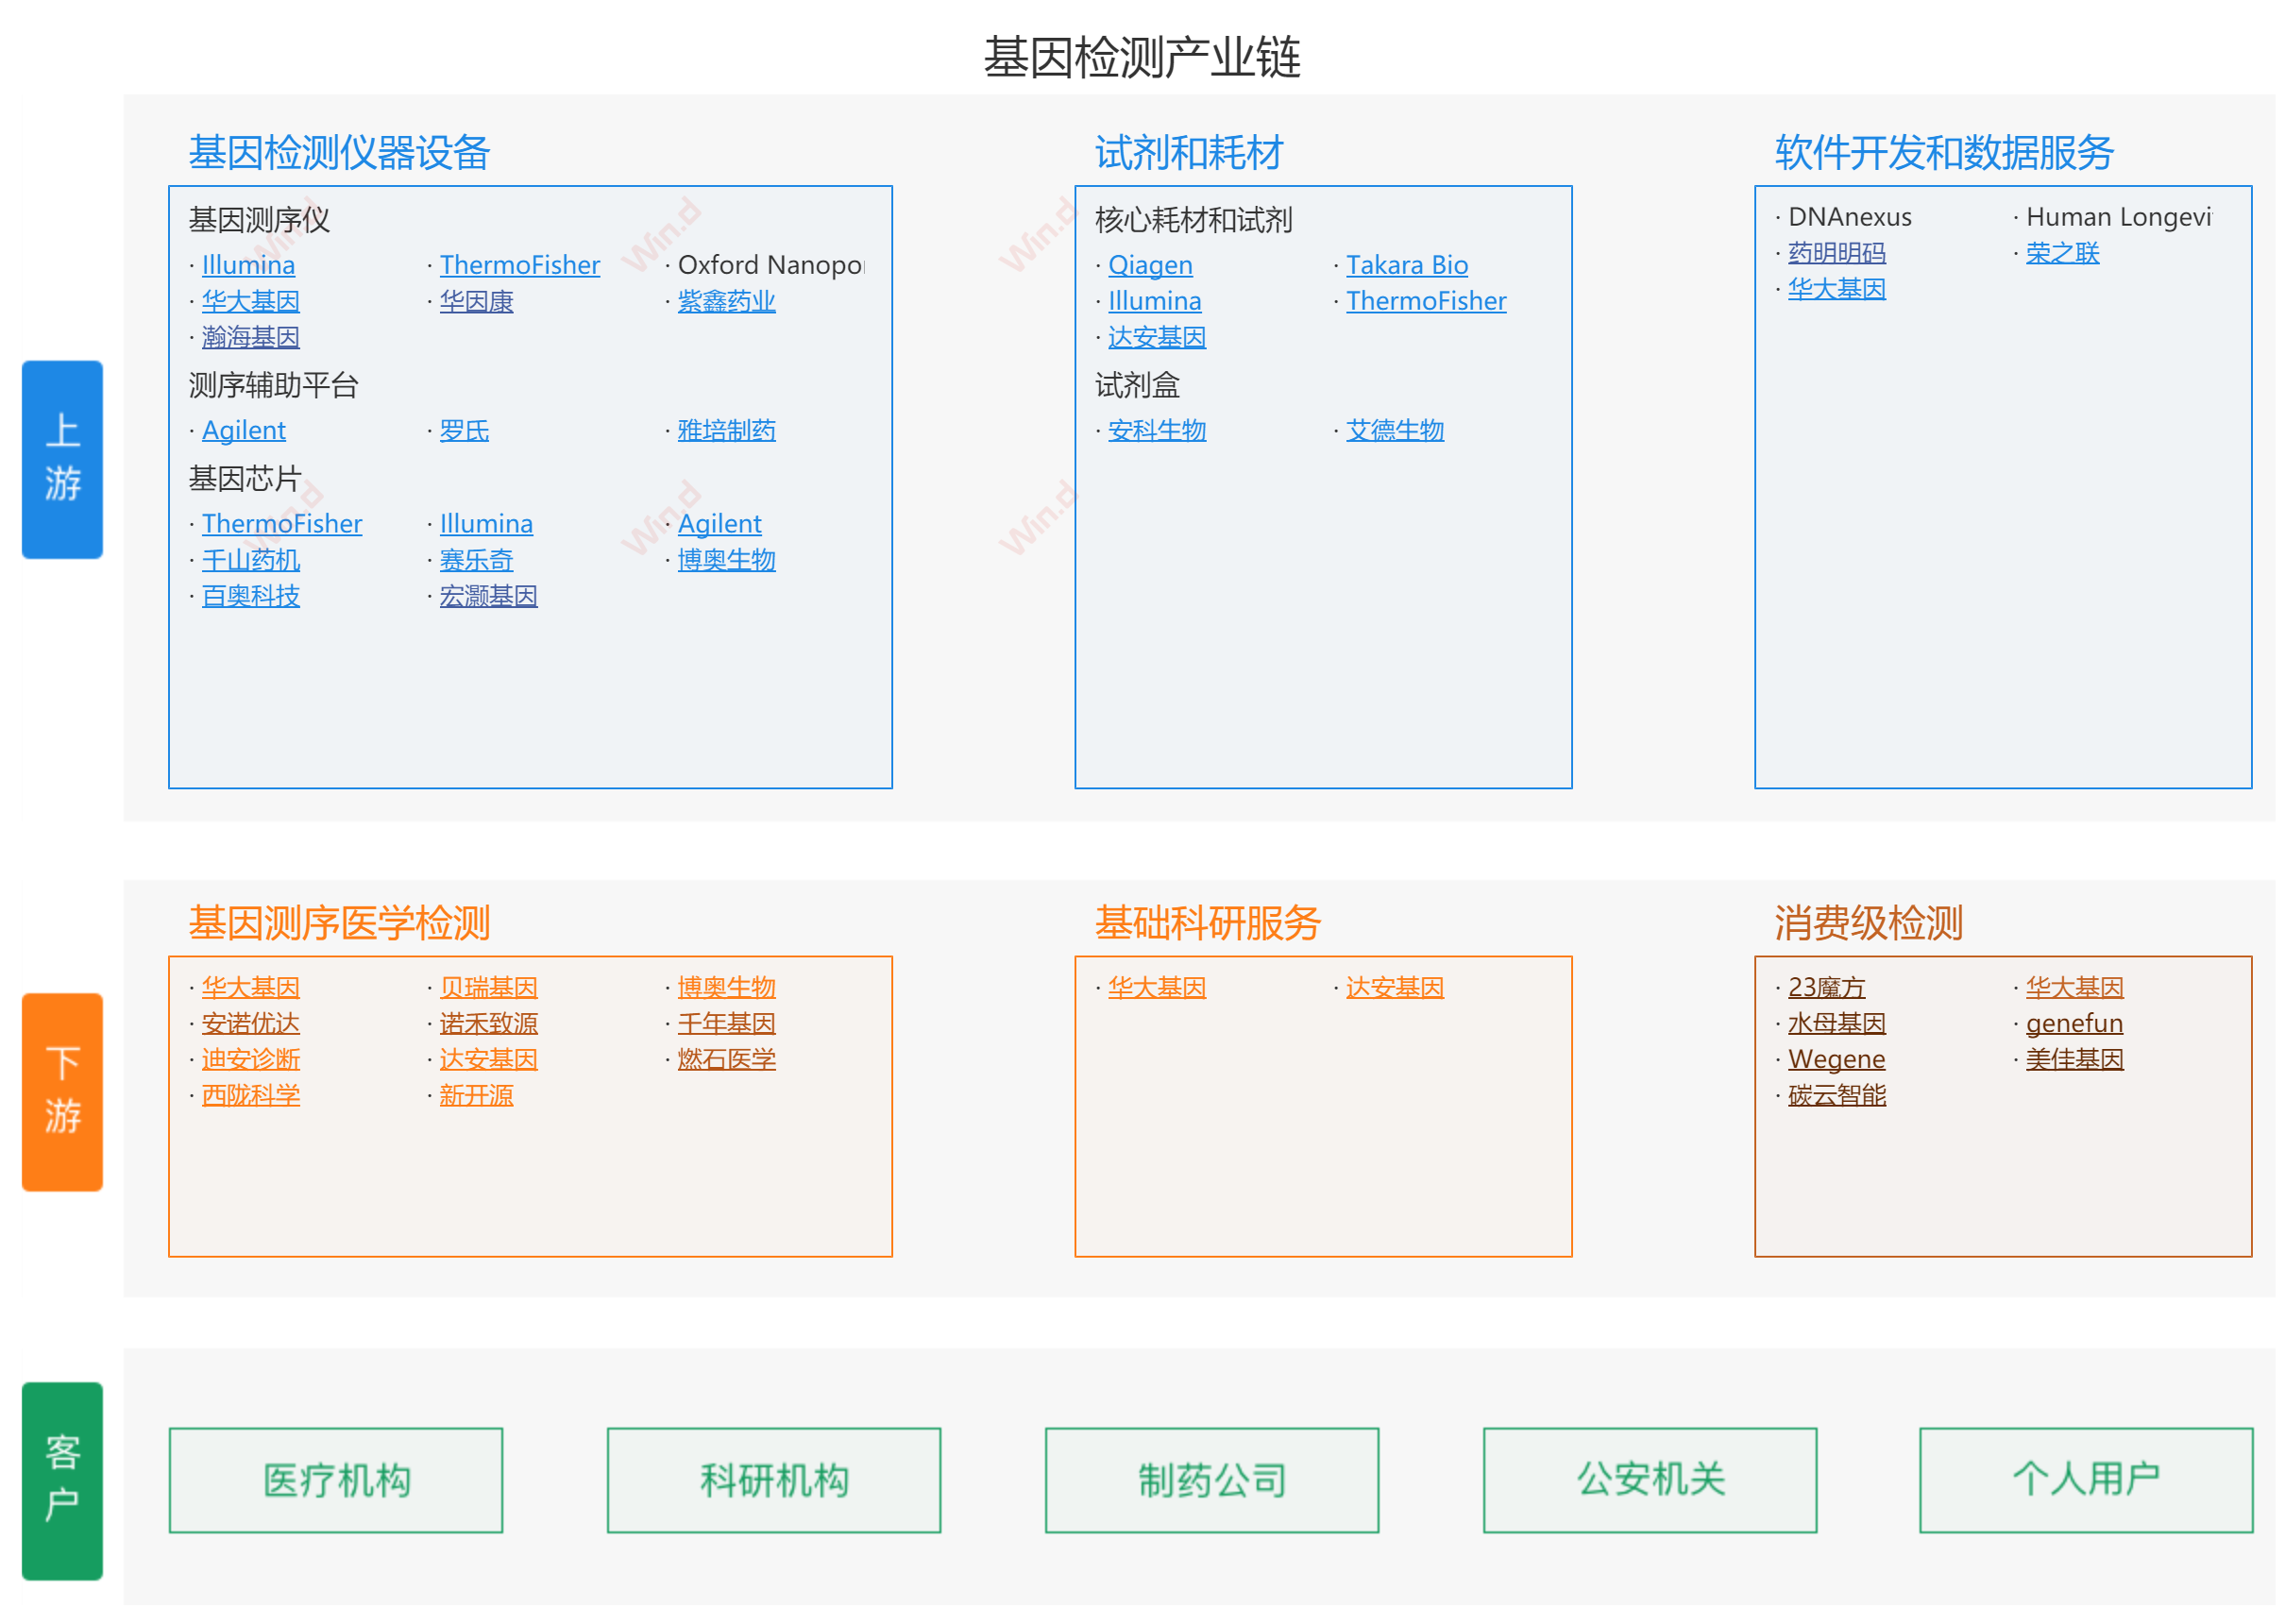 基因检测产业链
上游
基因检测仪器设备
基因测序仪
· Illumina · ThermoFisher · Oxford Nanopo
· 华大基因 · 华因康 · 紫鑫药业
· 瀚海基因
测序辅助平台
· Agilent · 罗氏 · 雅培制药
基因芯片
· ThermoFisher · Illumina · Agilent
· 千山药机 · 赛乐奇 · 博奥生物
· 百奥科技 · 宏灏基因
试剂和耗材
核心耗材和试剂
· Qiagen · Takara Bio
· Illumina · ThermoFisher
· 达安基因
试剂盒
· 安科生物 · 艾德生物
软件开发和数据服务
· DNAnexus · Human Longevi
· 药明明码 · 荣之联
· 华大基因
Win.d
Win.d
Win.d
Win.d
Win.d
Win.d
下游
基因测序医学检测
· 华大基因 · 贝瑞基因 · 博奥生物
· 安诺优达 · 诺禾致源 · 千年基因
· 迪安诊断 · 达安基因 · 燃石医学
· 西陇科学 · 新开源
基础科研服务
· 华大基因 · 达安基因
消费级检测
· 23魔方 · 华大基因
· 水母基因 · genefun
· Wegene · 美佳基因
· 碳云智能
客户
医疗机构
科研机构
制药公司
公安机关
个人用户